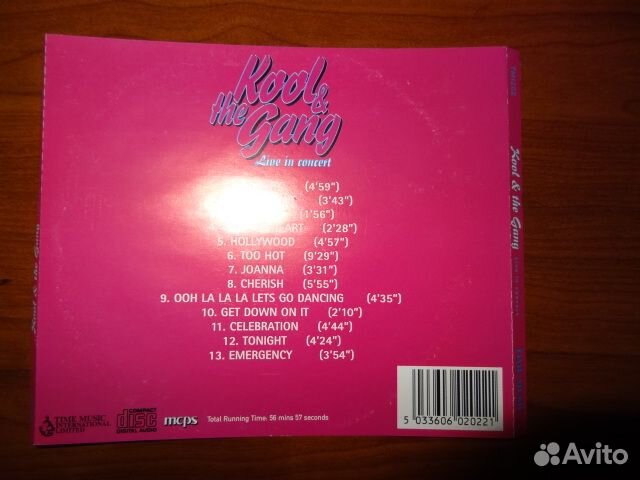 Kool &
the Gang
Live in concert
(4'59")
(3'43")
(1'56")
HEART (2'28")
5. HOLLYWOOD (4'57")
6. TOO HOT (9'29")
7. JOANNA (3'31")
8. CHERISH (5'55")
9. OOH LA LA LA LETS GO DANCING (4'35")
10. GET DOWN ON IT (2'10")
11. CELEBRATION (4'44")
12. TONIGHT (4'24")
13. EMERGENCY (3'54")
TIME MUSIC
INTERNATIONAL
LIMITED
COMPACT
disc
DIGITAL AUDIO
mcps
Total Running Time: 56 mins 57 seconds
5 033606 020221
Kool & the Gang
Kool & the Gang
Avito